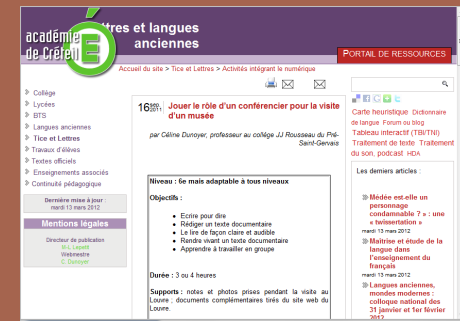 académie
de Créteil
ttres et langues
anciennes
PORTAIL DE RESSOURCES
Accueil du site > Tice et Lettres > Activités intégrant le numérique
Collège
Lycées
BTS
Langues anciennes
Tice et Lettres
Travaux d'élèves
Textes officiels
Enseignements associés
Continuité pédagogique
Dernière mise à jour :
mardi 13 mars 2012
Mentions légales
Directeur de publication
M-L Lepetit
Webmestre
C. Dunoyer
16 sep. 2011
Jouer le rôle d'un conférencier pour la visite
d'un musée
par Céline Dunoyer, professeur au collège JJ Rousseau du Pré-
Saint-Gervais
Niveau : 6e mais adaptable à tous niveaux
Objectifs :
Ecrire pour dire
Rédiger un texte documentaire
Le lire de façon claire et audible
Rendre vivant un texte documentaire
Apprendre à travailler en groupe
Durée : 3 ou 4 heures
Supports : notes et photos prises pendant la visite au
Louvre ; documents complémentaires tirés du site web du
Louvre.
Carte heuristique Dictionnaire
de langue Forum ou blog
Tableau interactif (TBI/TNI)
Traitement de texte Traitement
du son, podcast HDA
Les derniers articles :
Médée est-elle un
personnage
condamnable ? » : une
« twissertation »
mardi 13 mars 2012
Maîtrise et étude de la
langue dans
l'enseignement du
français
mardi 13 mars 2012
Langues anciennes,
mondes modernes :
colloque national des
31 janvier et 1er février
2012